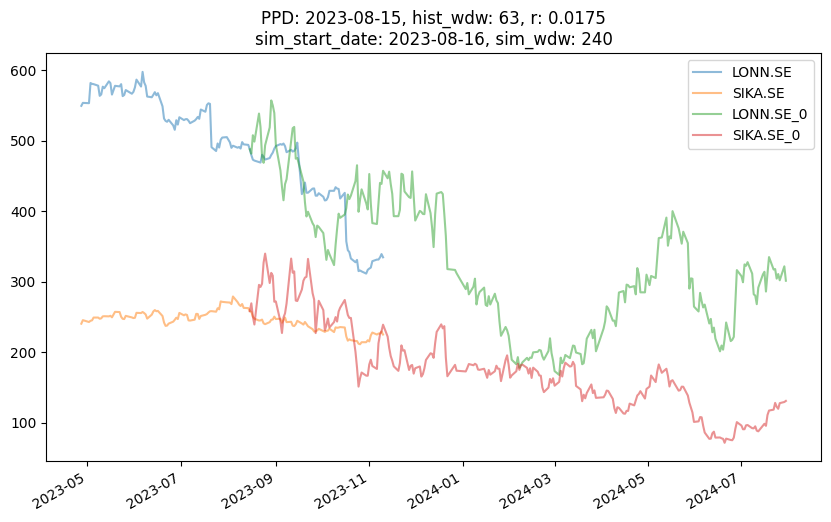 PPD: 2023-08-15, hist_wdw: 63, r: 0.0175
sim_start_date: 2023-08-16, sim_wdw: 240
600
500
400
300
200
100
LONN.SE
SIKA.SE
LONN.SE_0
SIKA.SE_0
2023-05
2023-07
2023-09
2023-11
2024-01
2024-03
2024-05
2024-07